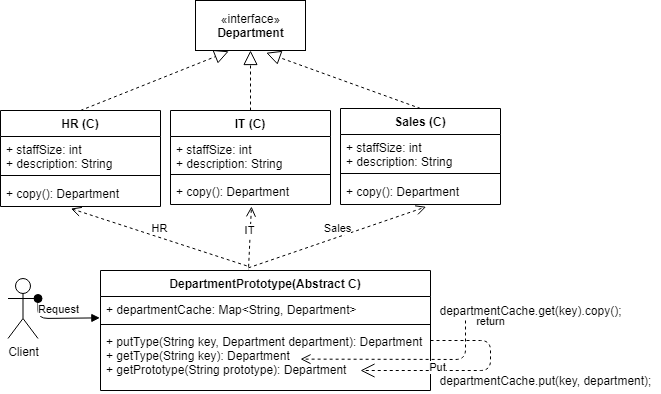 «interface»
Department
HR (C)
+ staffSize: int
+ description: String
+ copy(): Department
IT (C)
+ staffSize: int
+ description: String
+ copy(): Department
Sales (C)
+ staffSize: int
+ description: String
+ copy(): Department
HR
IT
Sales
DepartmentPrototype(Abstract C)
+ departmentCache: Map<String, Department>
+ putType(String key, Department department): Department
+ getType(String key): Department
+ getPrototype(String prototype): Department
Request
Client
departmentCache.get(key).copy();
return
Put
departmentCache.put(key, department);